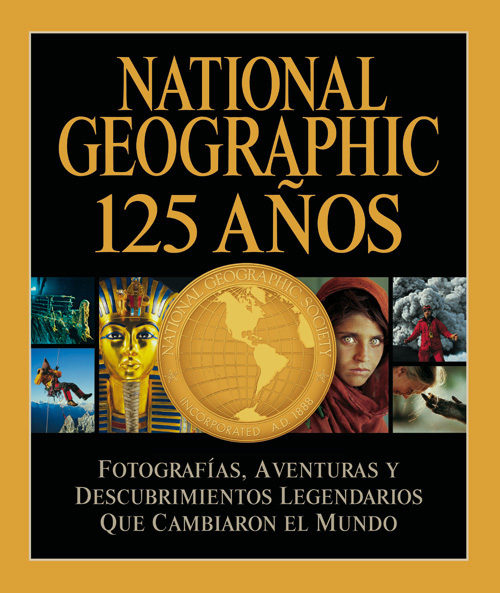 NATIONAL
GEOGRAPHIC
125 AÑOS
NATIONAL GEOGRAPHIC SOCIETY
INCORPORATED A.D. 1888
FOTOGRAFÍAS, AVENTURAS Y
DESCUBRIMIENTOS LEGENDARIOS
QUE CAMBIARON EL MUNDO